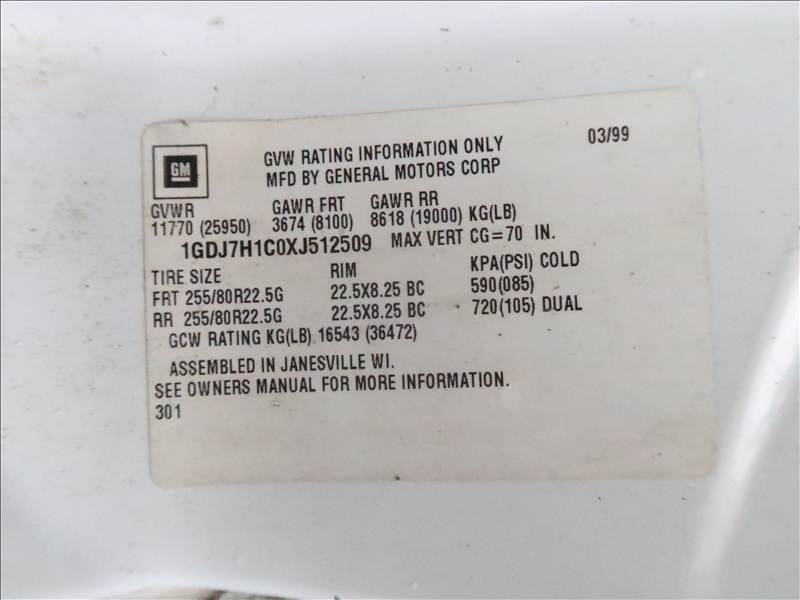 GM
GVW RATING INFORMATION ONLY 03/99
MFD BY GENERAL MOTORS CORP
GVWR GAWR FRT GAWR RR
11770 (25950) 3674 (8100) 8618 (19000) KG(LB)
1GDJ7H1C0XJ512509 MAX VERT CG=70 IN.
TIRE SIZE RIM KPA(PSI) COLD
FRT 255/80R22.5G 22.5X8.25 BC 590(085)
RR 255/80R22.5G 22.5X8.25 BC 720(105) DUAL
GCW RATING KG(LB) 16543 (36472)
ASSEMBLED IN JANESVILLE WI.
SEE OWNERS MANUAL FOR MORE INFORMATION.
301